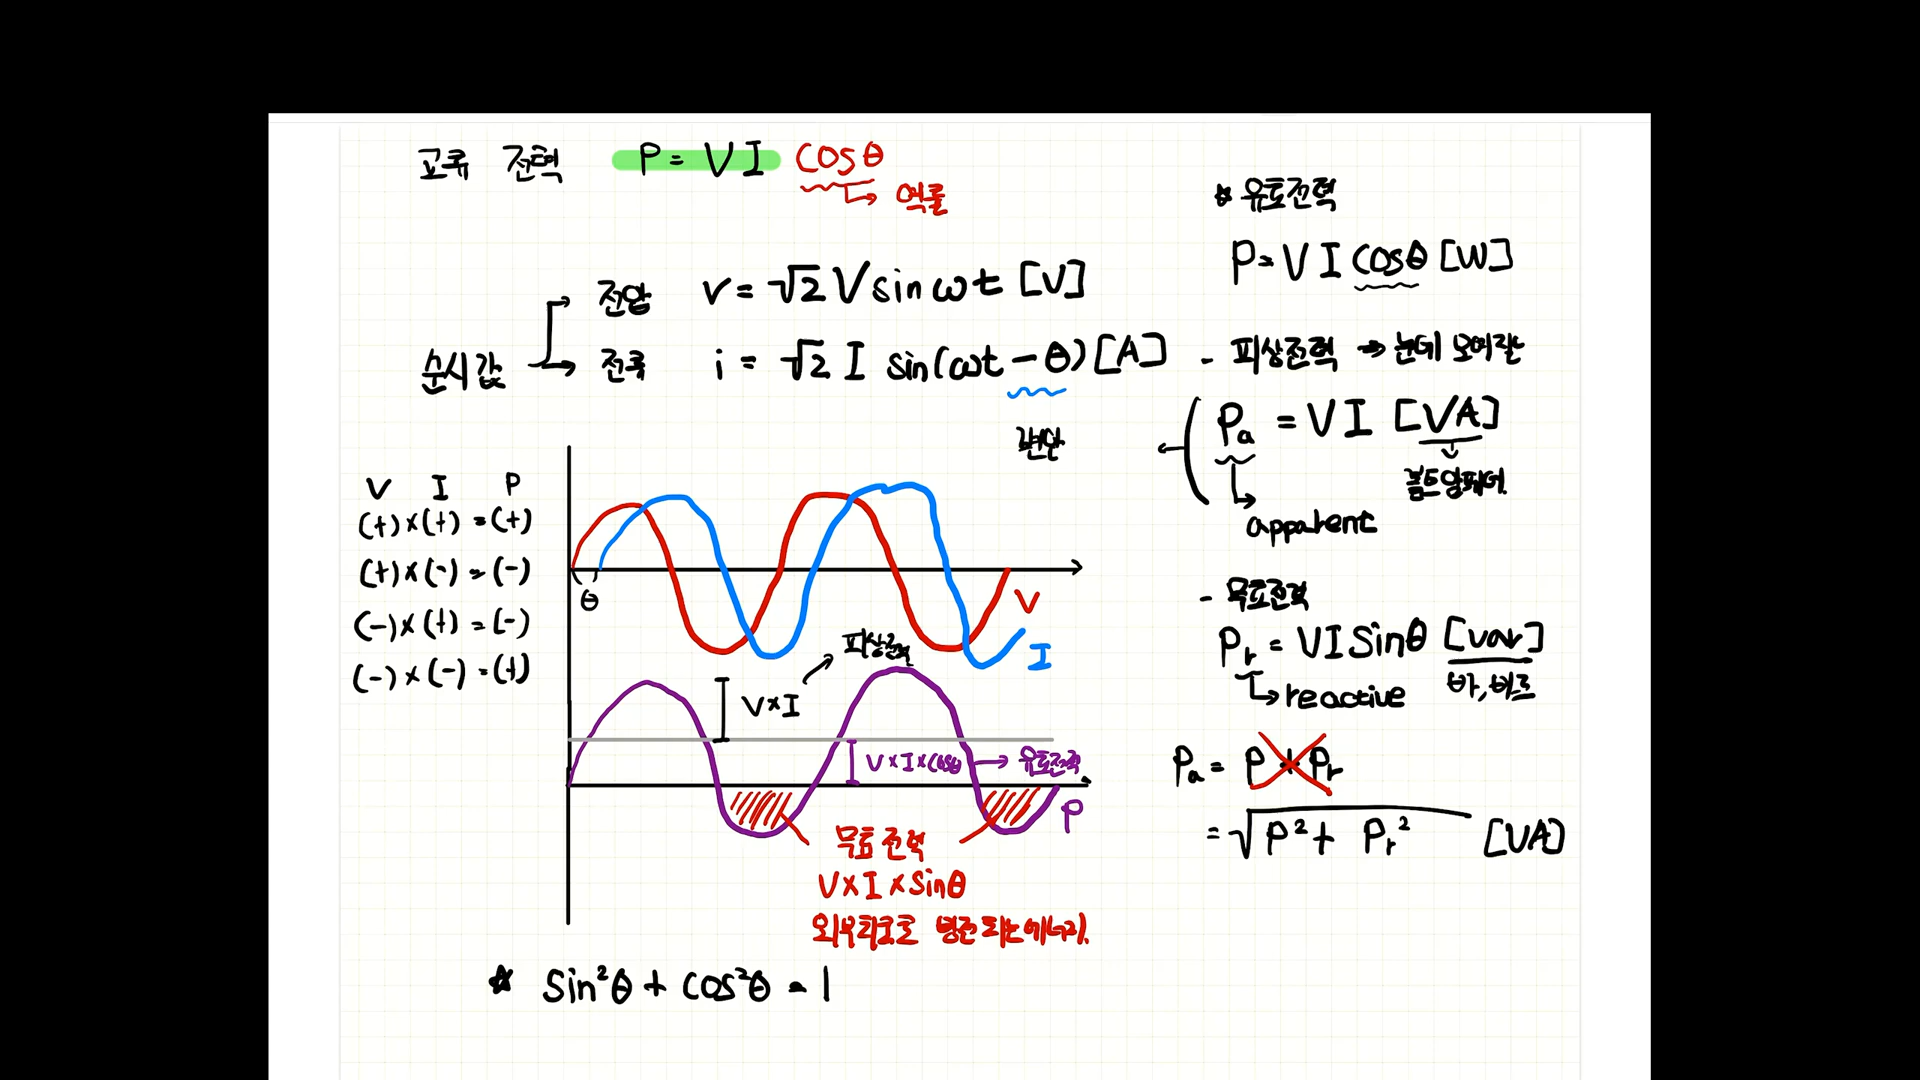 교류 전력 P = VI cosθ
역률
순시값
전압 v = √2 V sin ωt [V]
전류 i = √2 I sin(ωt − θ) [A]
V I P
(+)×(+) = (+)
(+)×(-) = (-)
(-)×(+) = (-)
(-)×(-) = (+)
θ
V
I
피상전력
V×I
V×I×cosθ → 유효전력
P
무효전력
V×I×sinθ
외부회로로 방출되는 에너지.
☆ sin²θ + cos²θ = 1
☆ 유효전력
P = VI cosθ [W]
- 피상전력 → 눈에 보여잘
Pa = VI [VA]
볼트암페어.
apparent
- 무효전력
Pr = VI Sinθ [var]
reactive
바, 바르
Pa = P + Pr
= √P² + Pr² [VA]